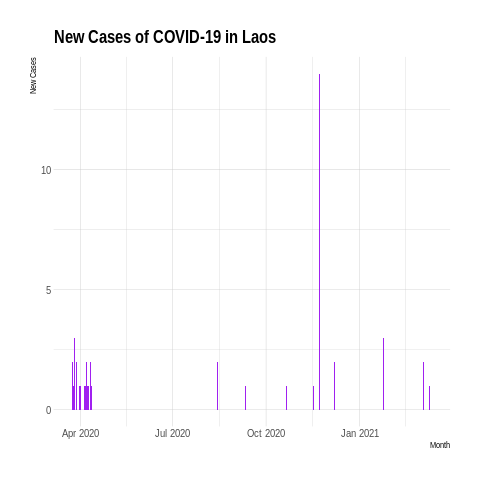 New Cases of COVID-19 in Laos
New Cases
10
5
0
Apr 2020
Jul 2020
Oct 2020
Jan 2021
Month